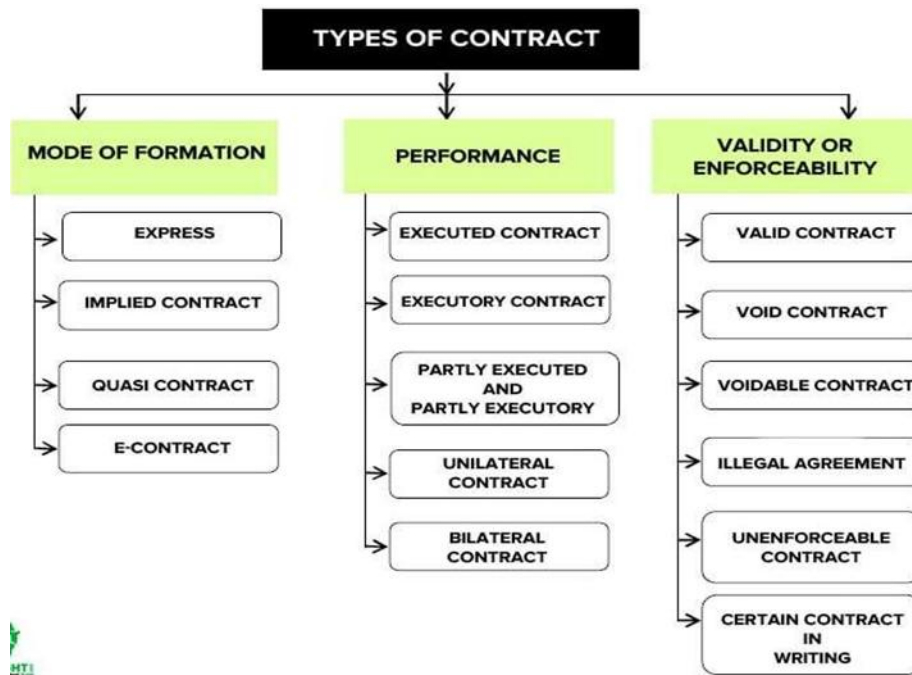 TYPES OF CONTRACT
MODE OF FORMATION
EXPRESS
IMPLIED CONTRACT
QUASI CONTRACT
E-CONTRACT
PERFORMANCE
EXECUTED CONTRACT
EXECUTORY CONTRACT
PARTLY EXECUTED
AND
PARTLY EXECUTORY
UNILATERAL
CONTRACT
BILATERAL
CONTRACT
VALIDITY OR
ENFORCEABILITY
VALID CONTRACT
VOID CONTRACT
VOIDABLE CONTRACT
ILLEGAL AGREEMENT
UNENFORCEABLE
CONTRACT
CERTAIN CONTRACT
IN
WRITING